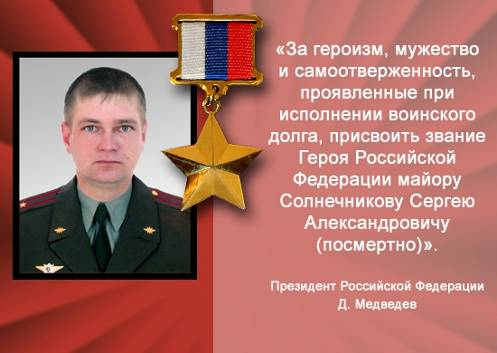 «За героизм, мужество
и самоотверженность,
проявленные при
исполнении воинского
долга, присвоить звание
Героя Российской
Федерации майору
Солнечникову Сергею
Александровичу
(посмертно)».
Президент Российской Федерации
Д. Медведев